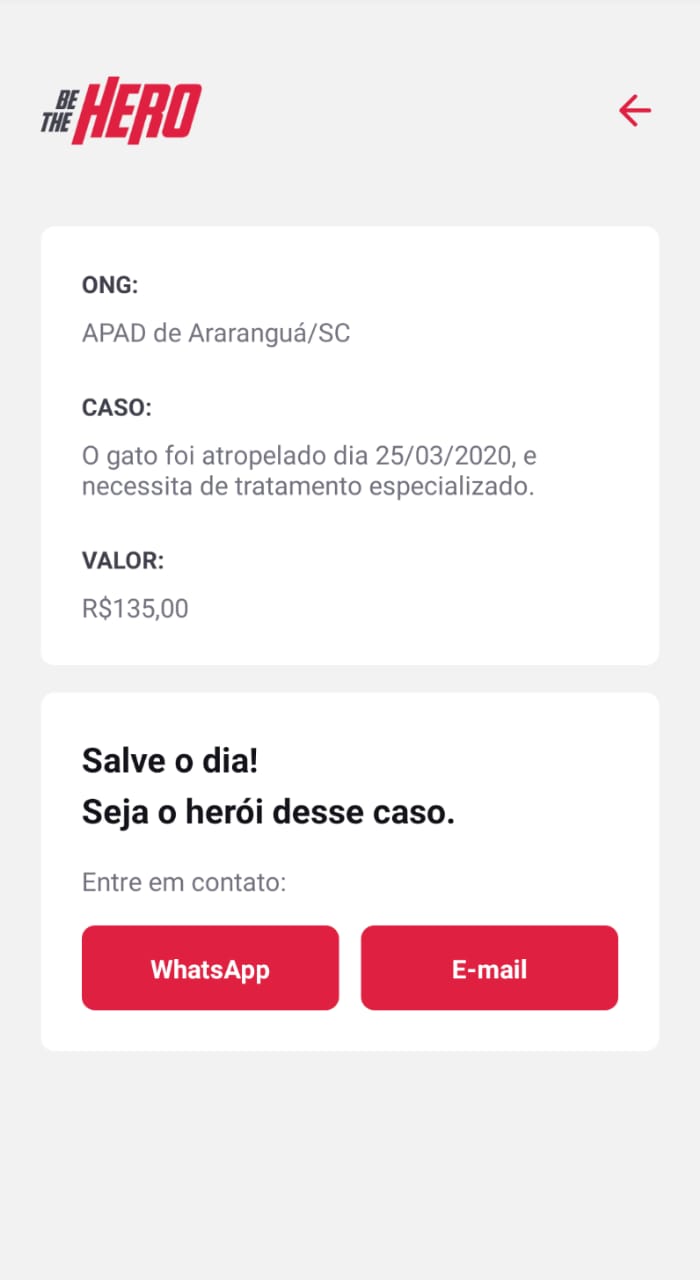 BE
THE HERO
ONG:
APAD de Araranguá/SC
CASO:
O gato foi atropelado dia 25/03/2020, e
necessita de tratamento especializado.
VALOR:
R$135,00
Salve o dia!
Seja o herói desse caso.
Entre em contato:
WhatsApp
E-mail